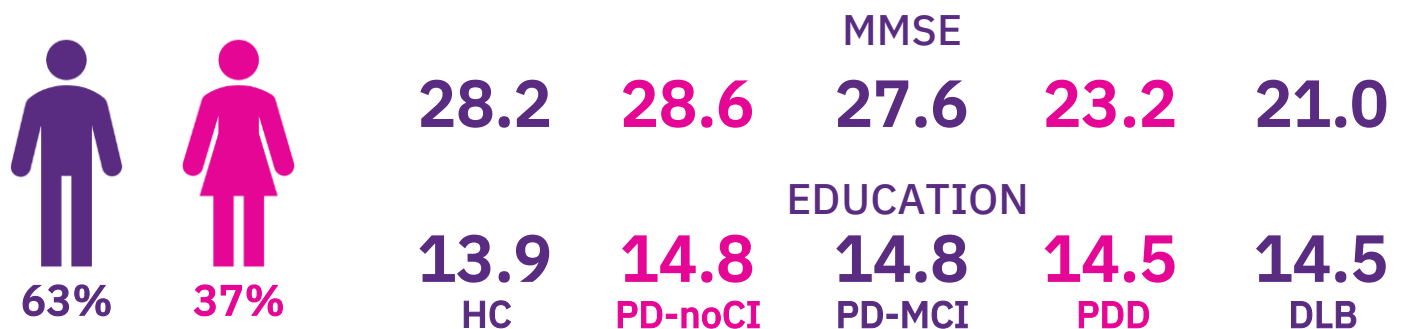 MMSE
28.2 28.6 27.6 23.2 21.0
EDUCATION
13.9 14.8 14.8 14.5 14.5
63% 37%
HC PD-noCI PD-MCI PDD DLB